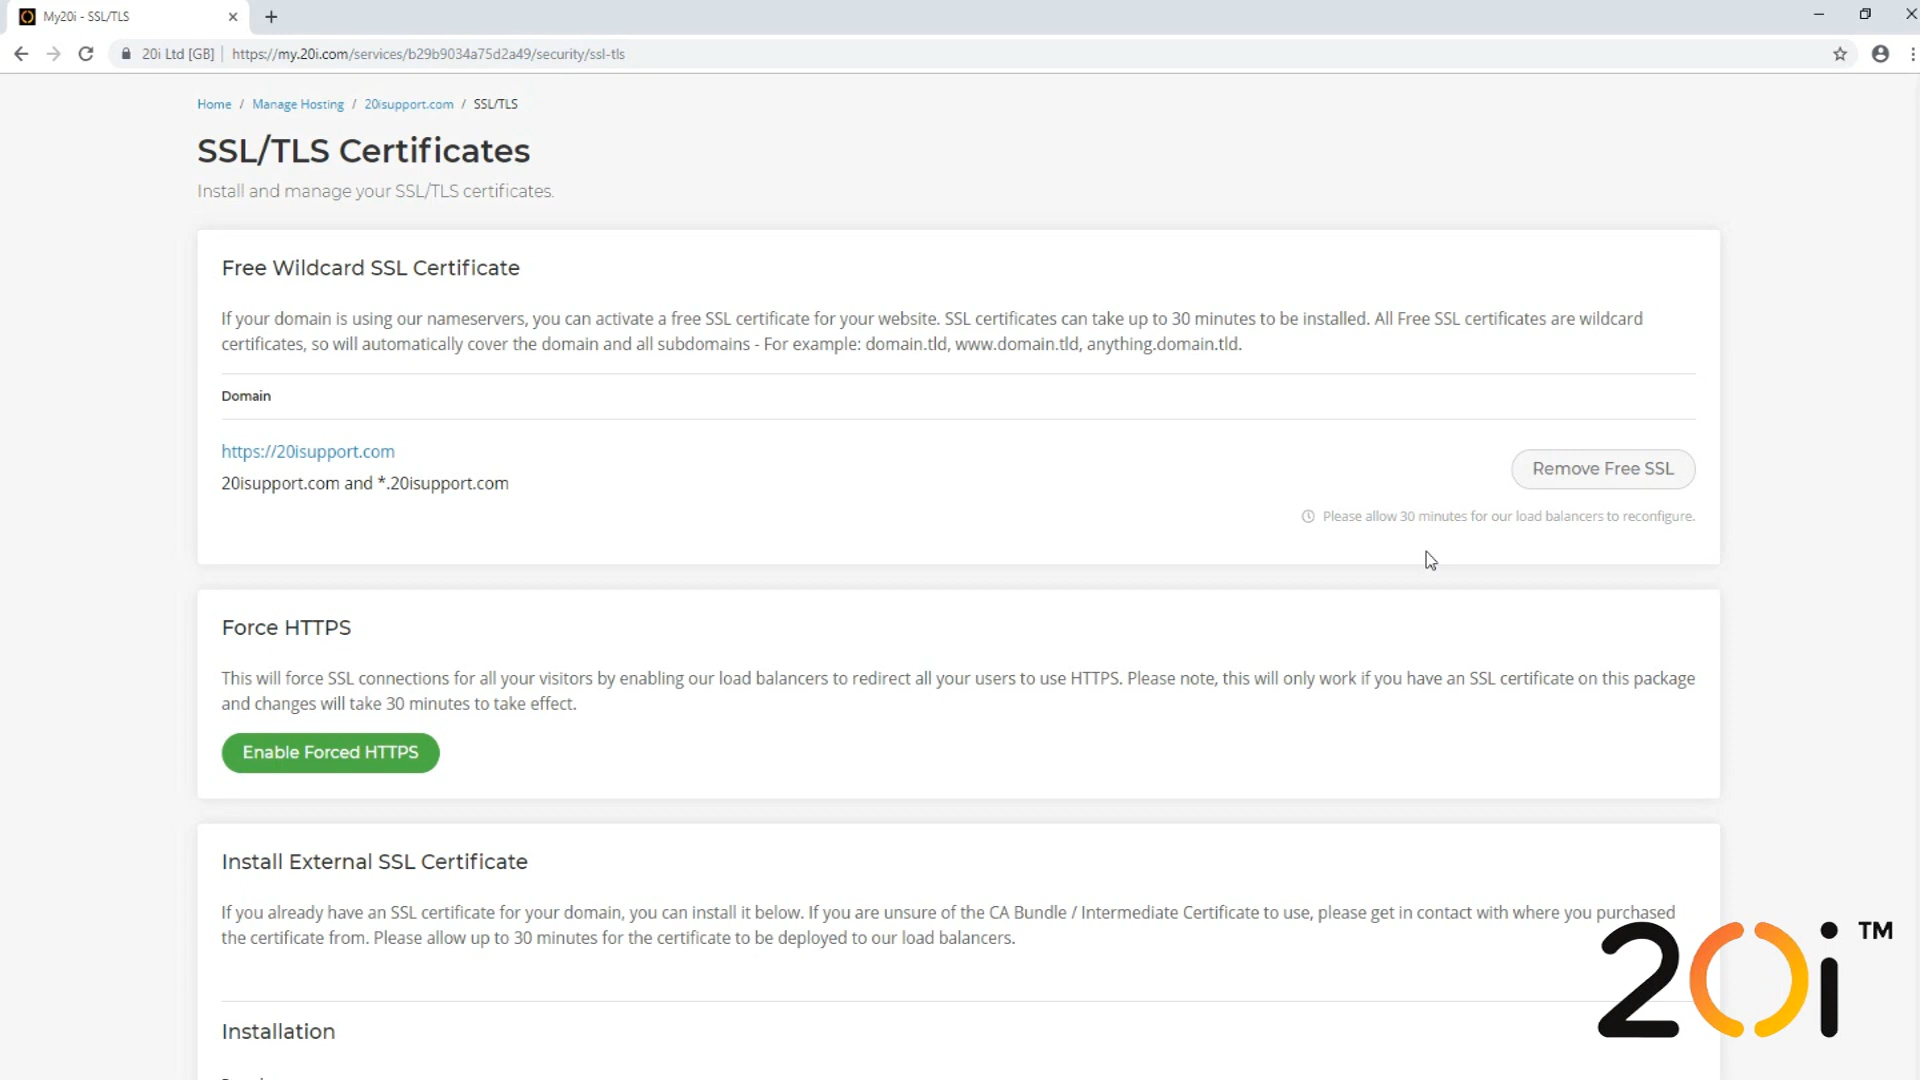 My20i - SSL/TLS
20i Ltd [GB] https://my.20i.com/services/b29b9034a75d2a49/security/ssl-tls
Home / Manage Hosting / 20isupport.com / SSL/TLS
SSL/TLS Certificates
Install and manage your SSL/TLS certificates.
Free Wildcard SSL Certificate
If your domain is using our nameservers, you can activate a free SSL certificate for your website. SSL certificates can take up to 30 minutes to be installed. All Free SSL certificates are wildcard
certificates, so will automatically cover the domain and all subdomains - For example: domain.tld, www.domain.tld, anything.domain.tld.
Domain
https://20isupport.com
20isupport.com and *.20isupport.com
Remove Free SSL
Please allow 30 minutes for our load balancers to reconfigure.
Force HTTPS
This will force SSL connections for all your visitors by enabling our load balancers to redirect all your users to use HTTPS. Please note, this will only work if you have an SSL certificate on this package
and changes will take 30 minutes to take effect.
Enable Forced HTTPS
Install External SSL Certificate
If you already have an SSL certificate for your domain, you can install it below. If you are unsure of the CA Bundle / Intermediate Certificate to use, please get in contact with where you purchased
the certificate from. Please allow up to 30 minutes for the certificate to be deployed to our load balancers.
20i TM
Installation